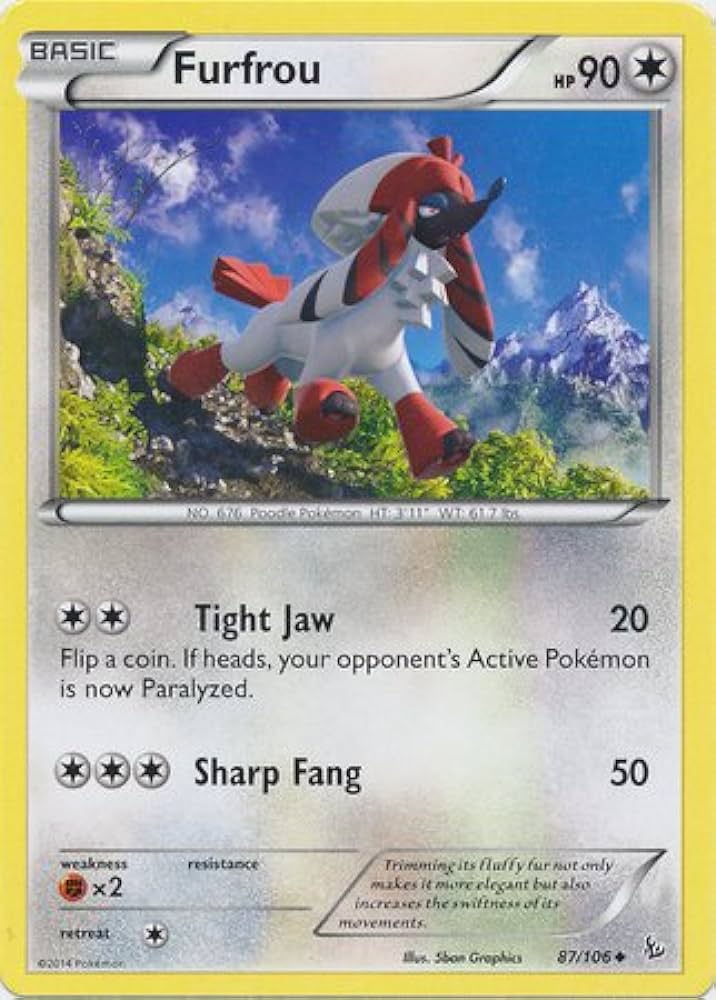 BASIC
Furfrou
HP 90
NO. 676 Poodle Pokémon HT: 3'11" WT: 61.7 lbs.
Tight Jaw 20
Flip a coin. If heads, your opponent's Active Pokémon
is now Paralyzed.
Sharp Fang 50
weakness resistance
×2
retreat
Trimming its fluffy fur not only
makes it more elegant but also
increases the swiftness of its
movements.
Illus. 5ban Graphics 87/106
©2014 Pokémon